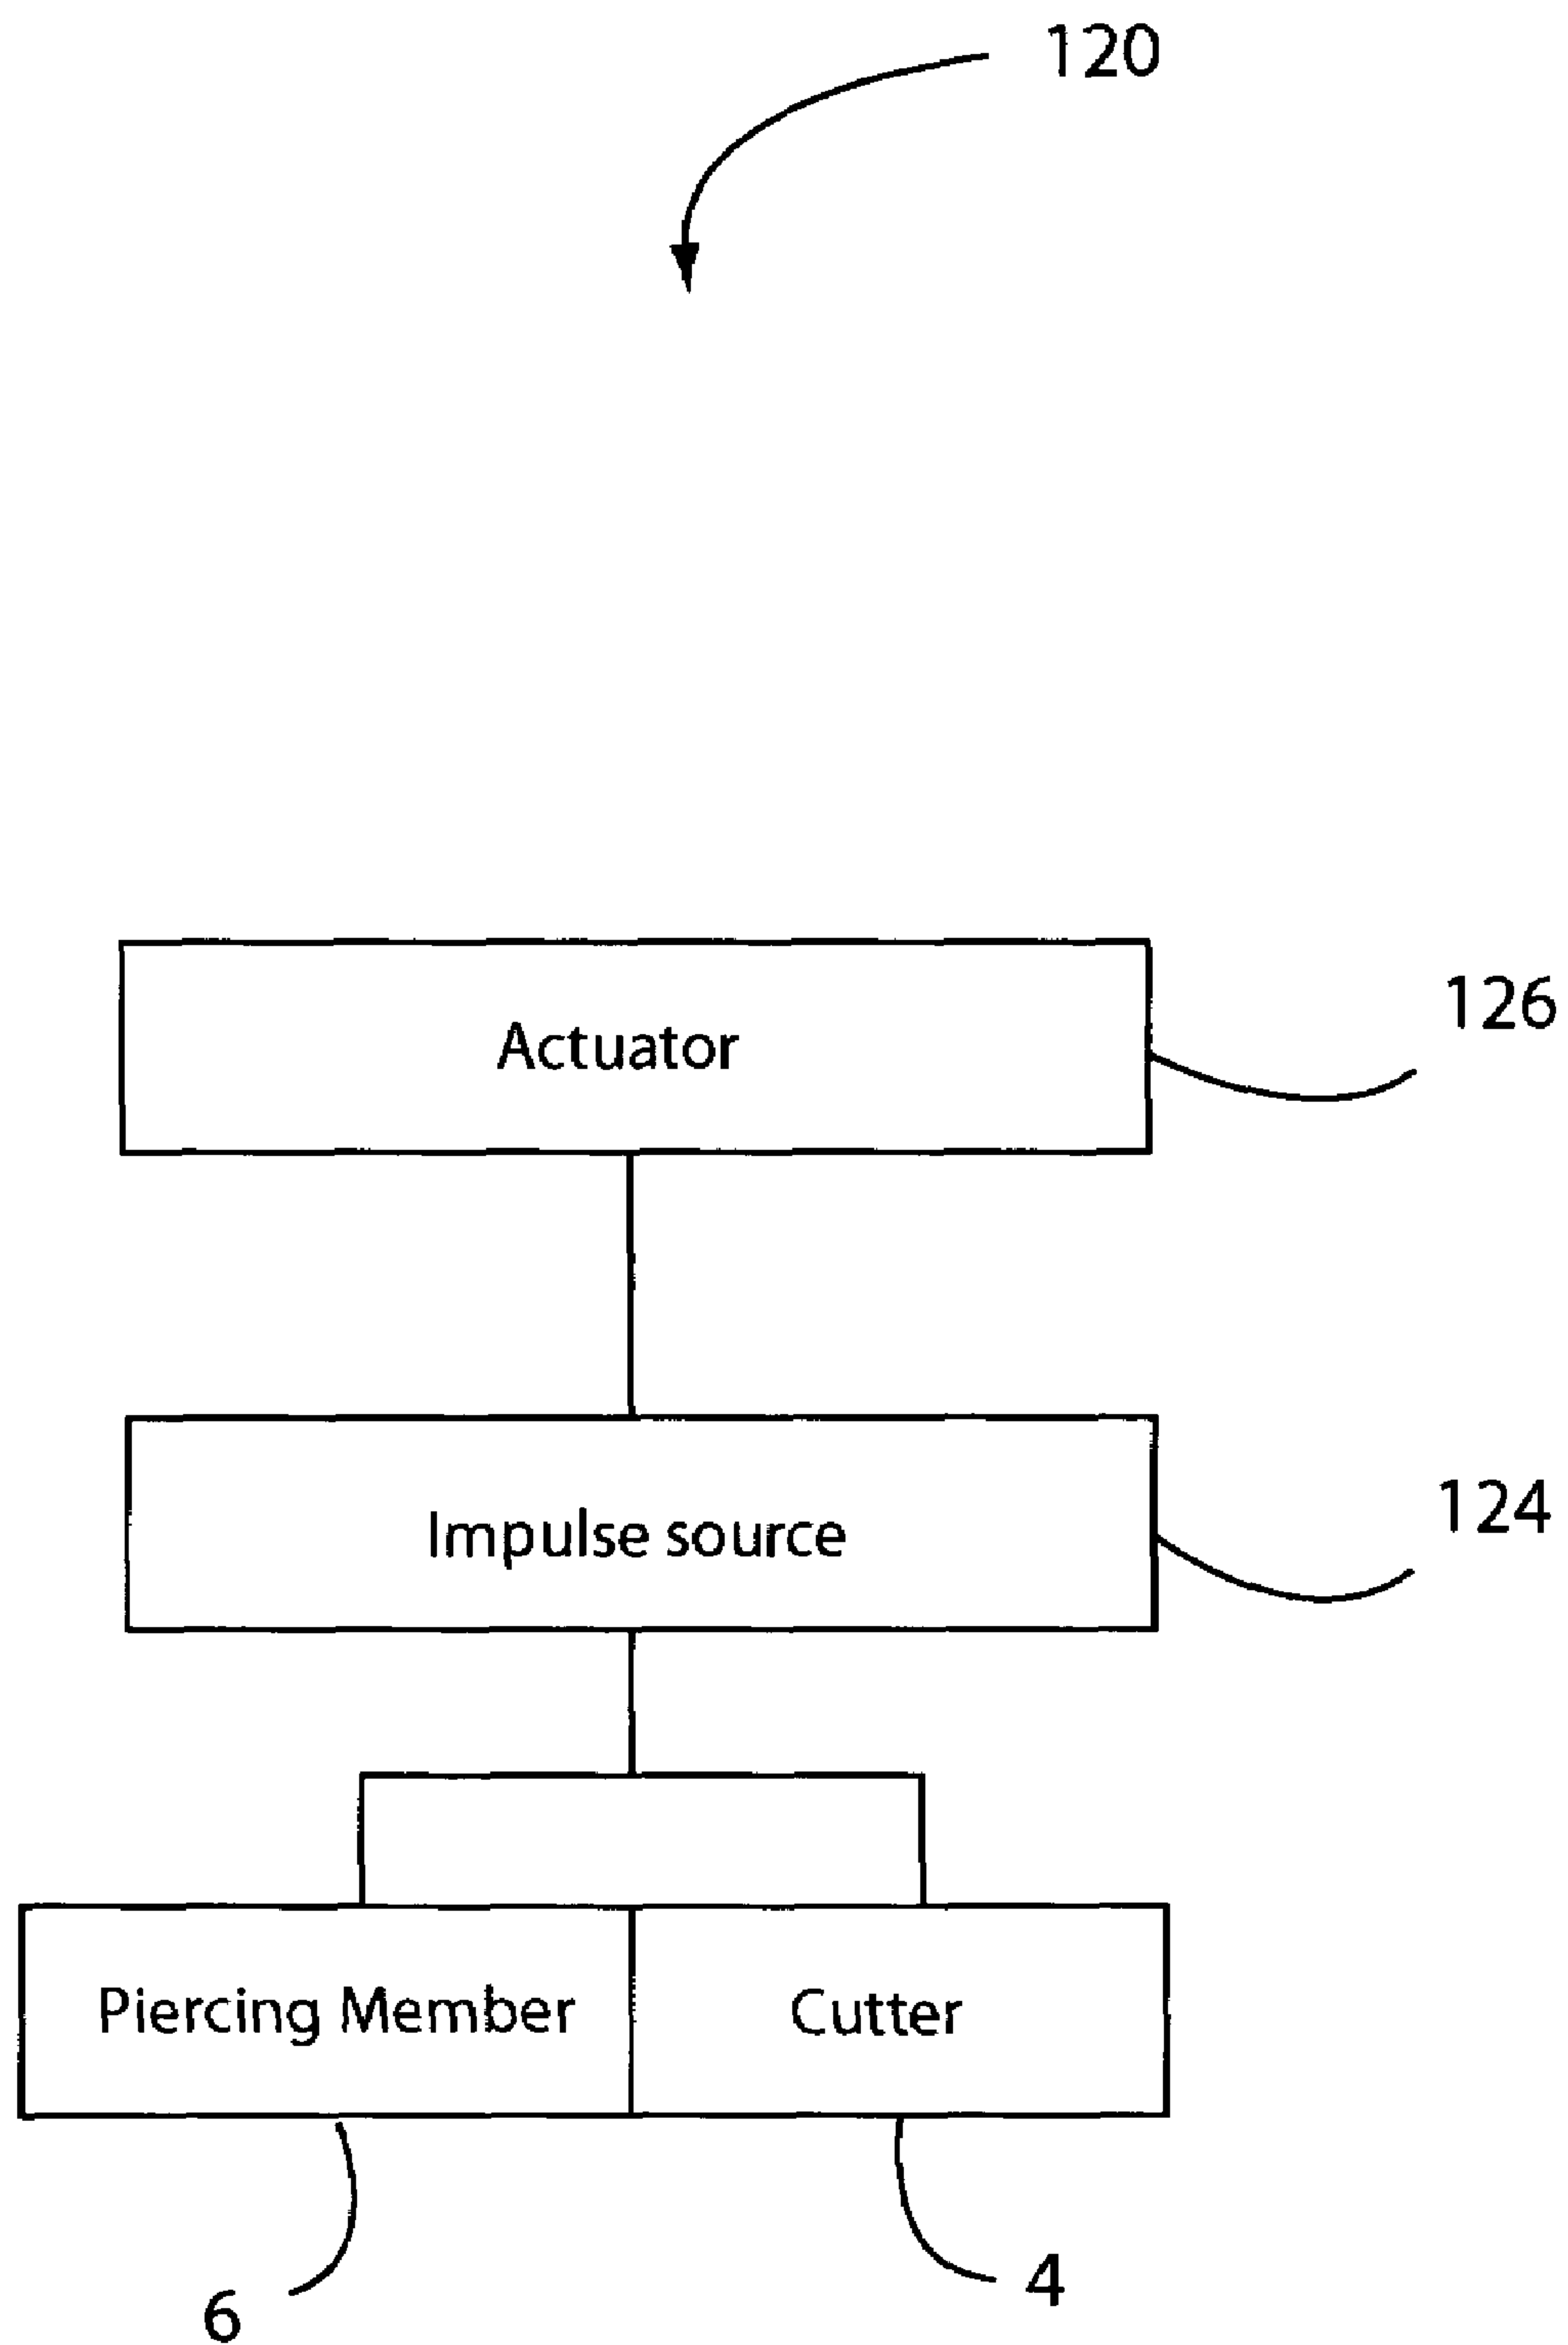 120
Actuator
126
Impulse source
124
Piercing Member
Cutter
6
4